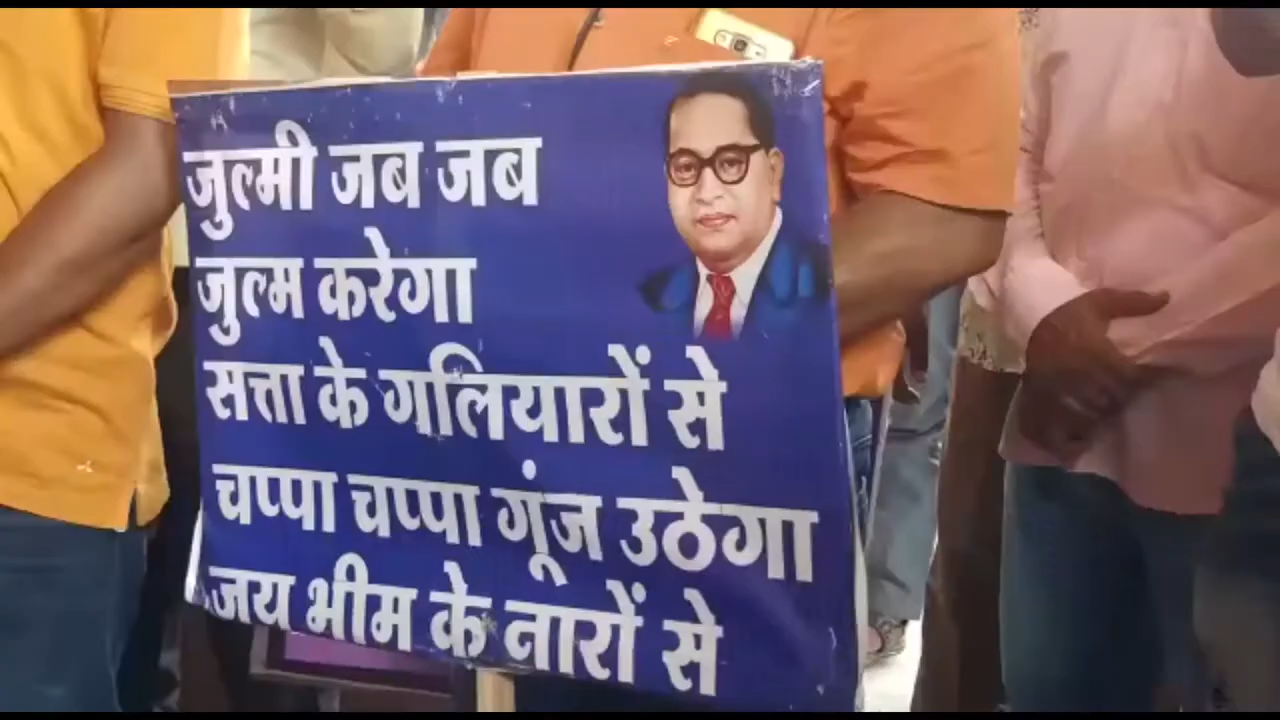 जुल्मी जब जब
जुल्म करेगा
सत्ता के गलियारों से
चप्पा चप्पा गूंज उठेगा
जय भीम के नारों से